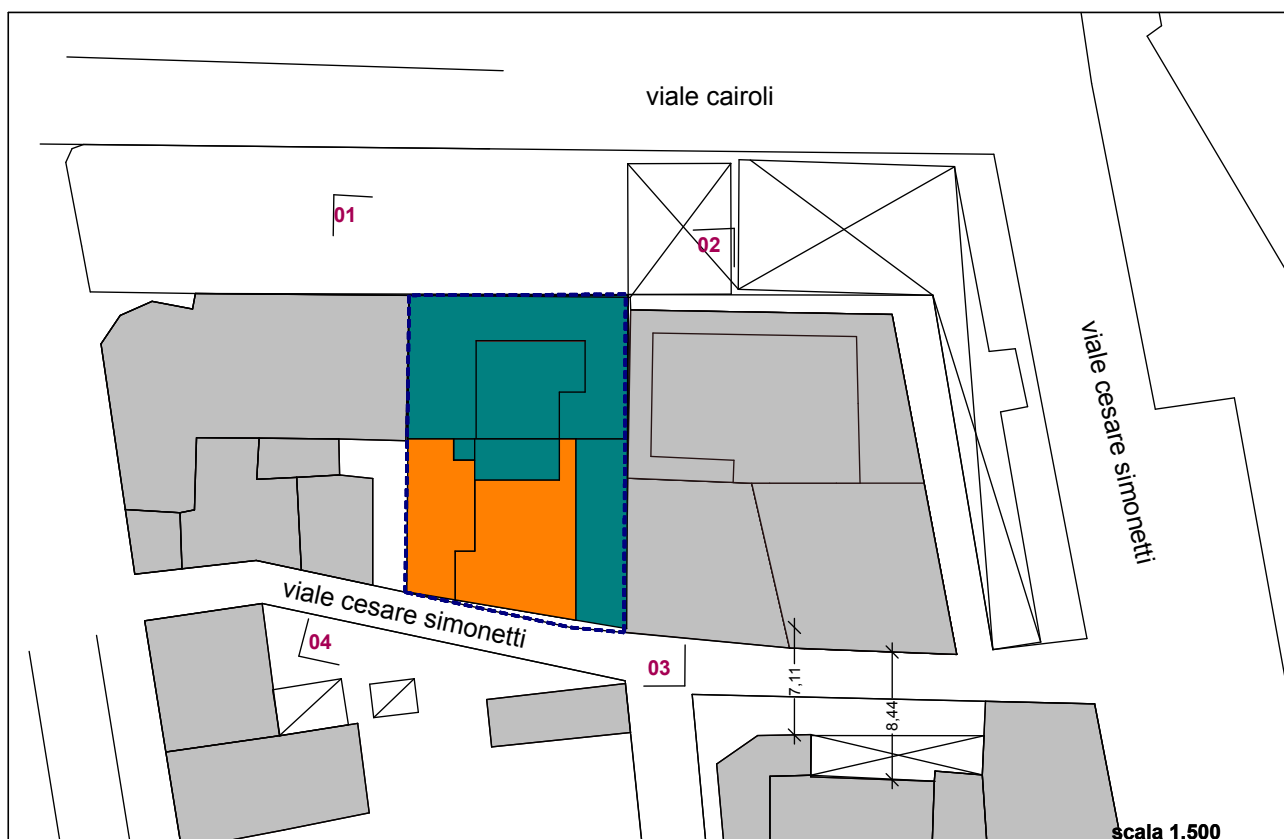 viale cairoli
01
02
viale cesare simonetti
viale cesare simonetti
04
03
7,11
8,44
scala 1.500